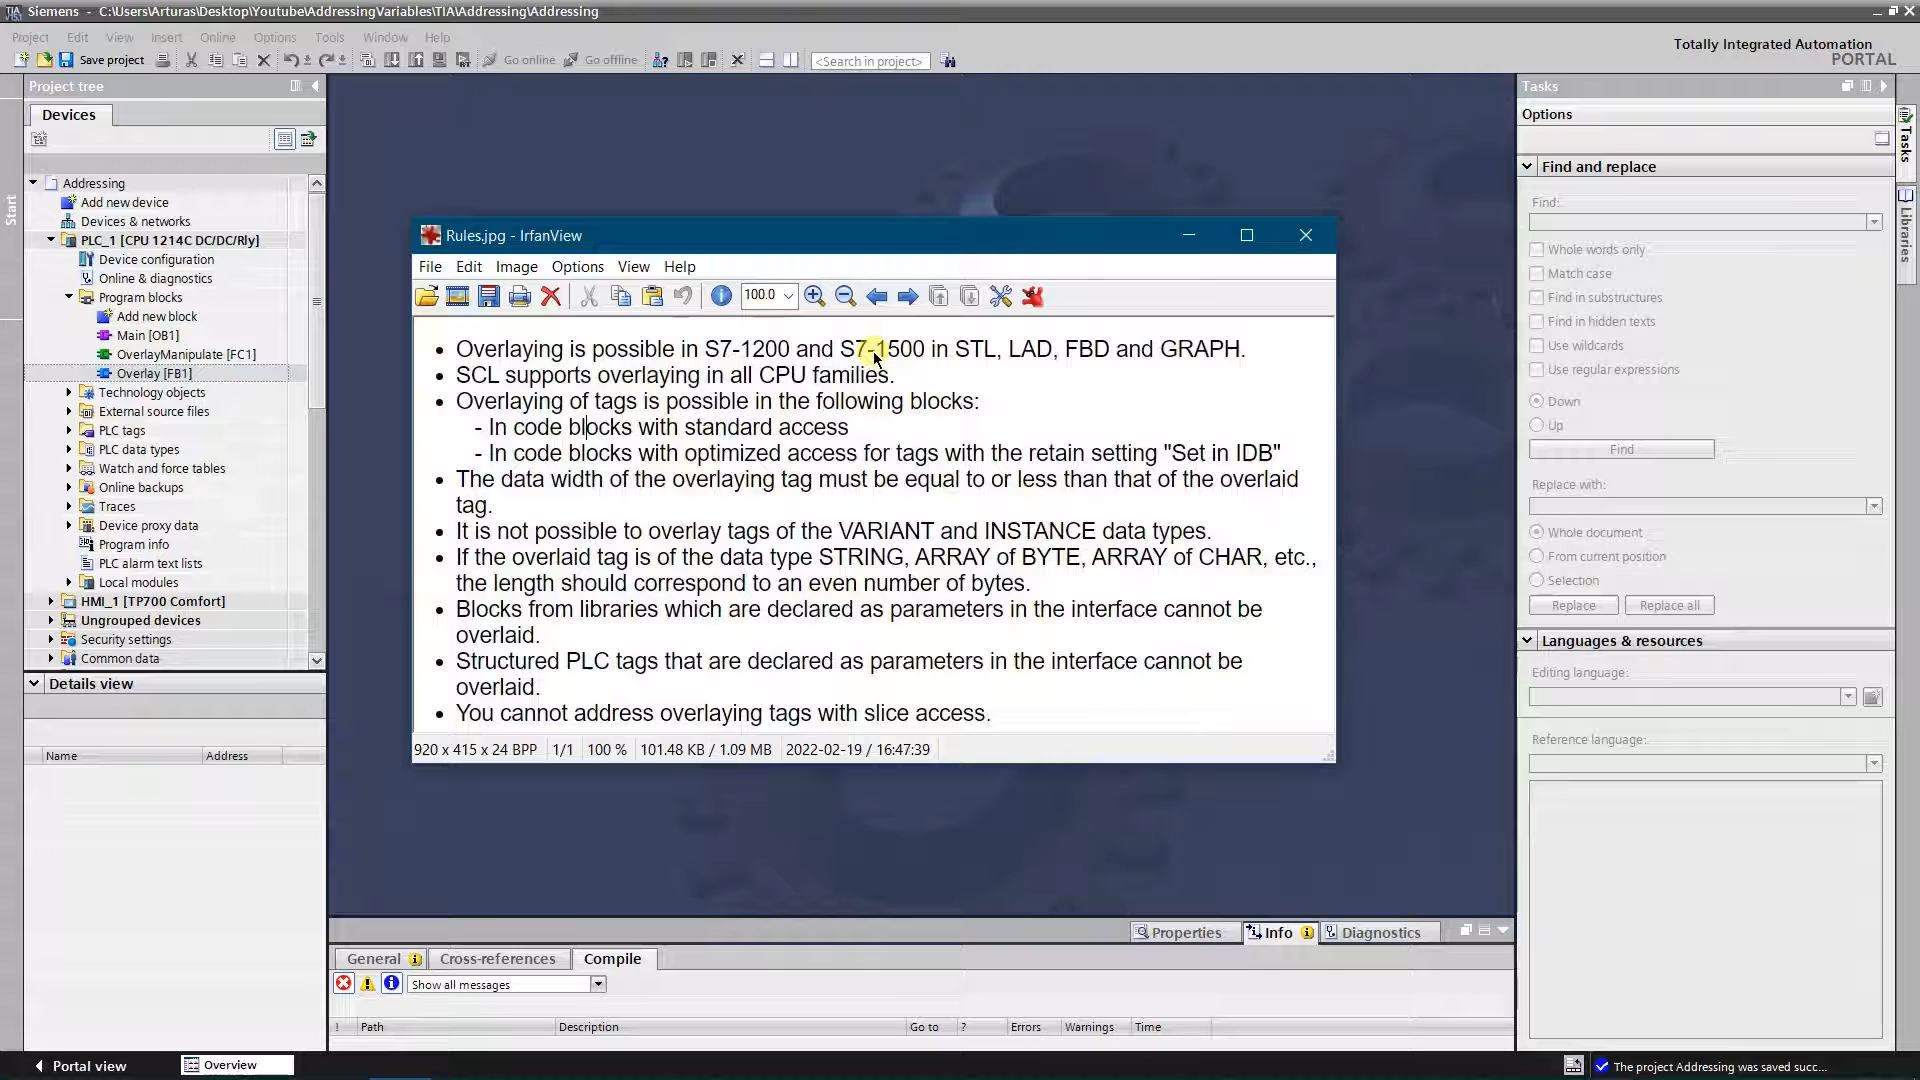 Siemens - C:\Users\Arturas\Desktop\Youtube\AddressingVariables\TIA\Addressing\Addressing
Project Edit View Insert Online Options Tools Window Help
Totally Integrated Automation
PORTAL
Save project
Go online
Go offline
<Search in project>
Project tree
Devices
Start
Addressing
Add new device
Devices & networks
PLC_1 [CPU 1214C DC/DC/Rly]
Device configuration
Online & diagnostics
Program blocks
Add new block
Main [OB1]
OverlayManipulate [FC1]
Overlay [FB1]
Technology objects
External source files
PLC tags
PLC data types
Watch and force tables
Online backups
Traces
Device proxy data
Program info
PLC alarm text lists
Local modules
HMI_1 [TP700 Comfort]
Ungrouped devices
Security settings
Common data
Details view
Name Address
Rules.jpg - IrfanView
File Edit Image Options View Help
100.0
• Overlaying is possible in S7-1200 and S7-1500 in STL, LAD, FBD and GRAPH.
• SCL supports overlaying in all CPU families.
• Overlaying of tags is possible in the following blocks:
- In code blocks with standard access
- In code blocks with optimized access for tags with the retain setting "Set in IDB"
• The data width of the overlaying tag must be equal to or less than that of the overlaid
tag.
• It is not possible to overlay tags of the VARIANT and INSTANCE data types.
• If the overlaid tag is of the data type STRING, ARRAY of BYTE, ARRAY of CHAR, etc.,
the length should correspond to an even number of bytes.
• Blocks from libraries which are declared as parameters in the interface cannot be
overlaid.
• Structured PLC tags that are declared as parameters in the interface cannot be
overlaid.
• You cannot address overlaying tags with slice access.
920 x 415 x 24 BPP 1/1 100 % 101.48 KB / 1.09 MB 2022-02-19 / 16:47:39
Tasks
Options
Find and replace
Find:
Whole words only
Match case
Find in substructures
Find in hidden texts
Use wildcards
Use regular expressions
Down
Up
Find
Replace with:
Whole document
From current position
Selection
Replace Replace all
Languages & resources
Editing language:
Reference language:
Tasks
Libraries
Properties Info Diagnostics
General Cross-references Compile
Show all messages
! Path Description Go to ? Errors Warnings Time
Portal view Overview
The project Addressing was saved succ...